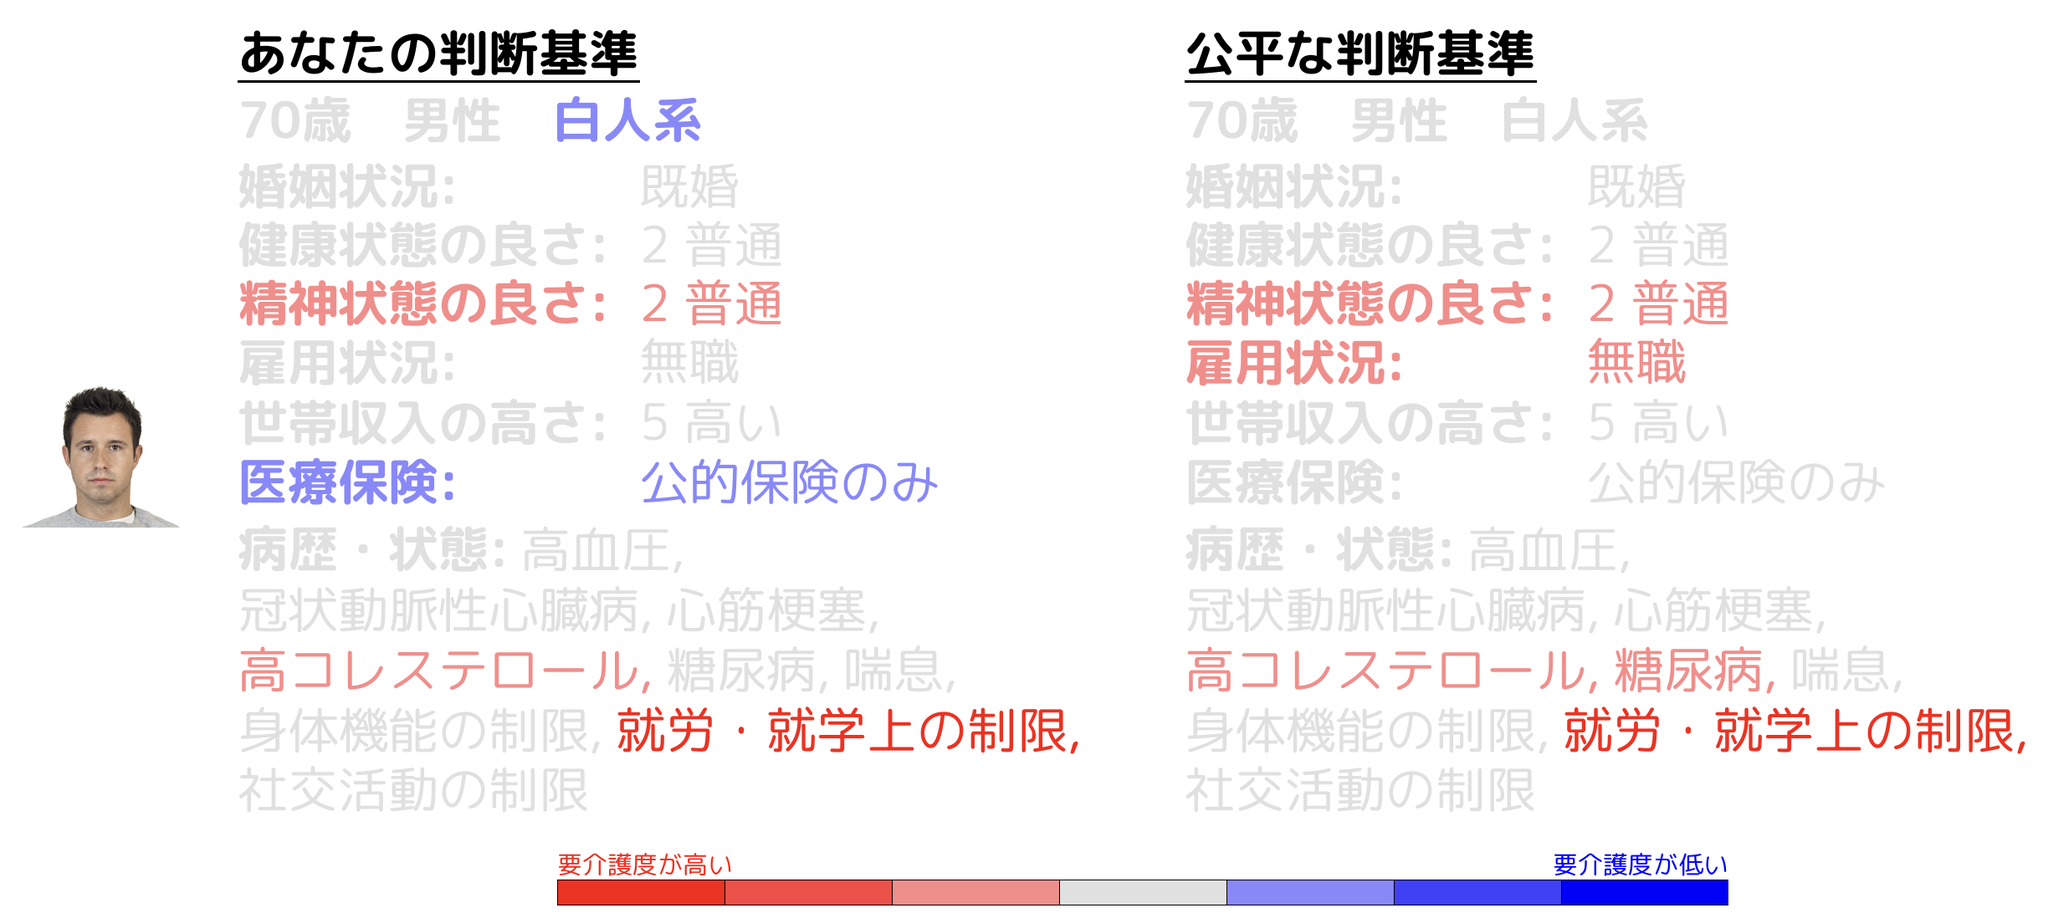 あなたの判断基準
70歳 男性 白人系
婚姻状況: 既婚
健康状態の良さ: 2 普通
精神状態の良さ: 2 普通
雇用状況: 無職
世帯収入の高さ: 5 高い
医療保険: 公的保険のみ
病歴・状態: 高血圧,
冠状動脈性心臓病, 心筋梗塞,
高コレステロール, 糖尿病, 喘息,
身体機能の制限, 就労・就学上の制限,
社交活動の制限
公平な判断基準
70歳 男性 白人系
婚姻状況: 既婚
健康状態の良さ: 2 普通
精神状態の良さ: 2 普通
雇用状況: 無職
世帯収入の高さ: 5 高い
医療保険: 公的保険のみ
病歴・状態: 高血圧,
冠状動脈性心臓病, 心筋梗塞,
高コレステロール, 糖尿病, 喘息,
身体機能の制限, 就労・就学上の制限,
社交活動の制限
要介護度が高い
要介護度が低い